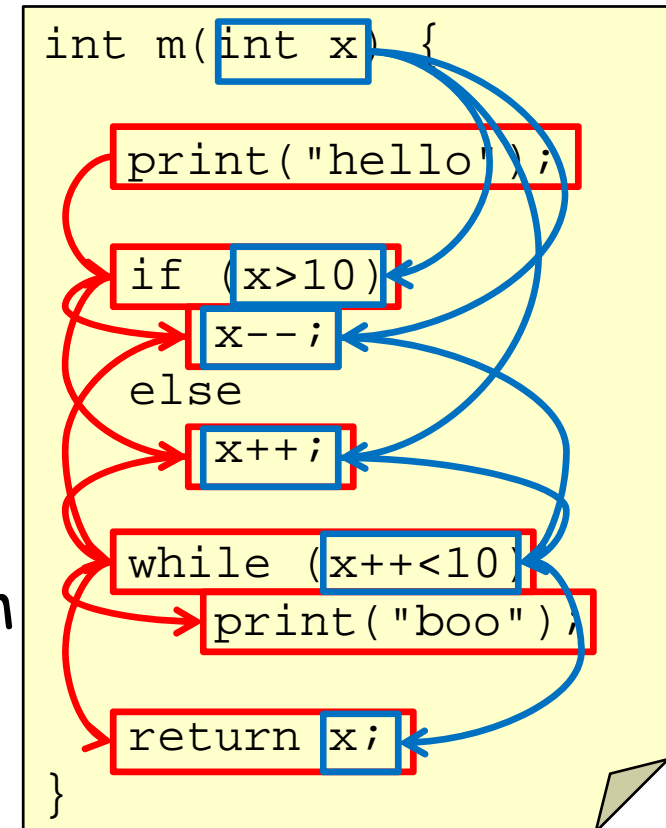 int m(int x) {
print("hello");
if (x>10)
x--;
else
x++;
while (x++<10)
print("boo");
return x;
}